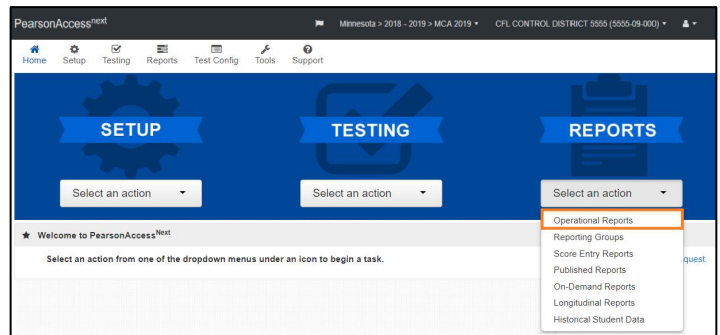 PearsonAccessnext
Minnesota > 2018 - 2019 > MCA 2019
CFL CONTROL DISTRICT 5555 (5555-09-000)
Home Setup Testing Reports Test Config Tools Support
SETUP
TESTING
REPORTS
Select an action
Select an action
Select an action
Operational Reports
Reporting Groups
Score Entry Reports
Published Reports
On-Demand Reports
Longitudinal Reports
Historical Student Data
Welcome to PearsonAccessNext
Select an action from one of the dropdown menus under an icon to begin a task.
quest.